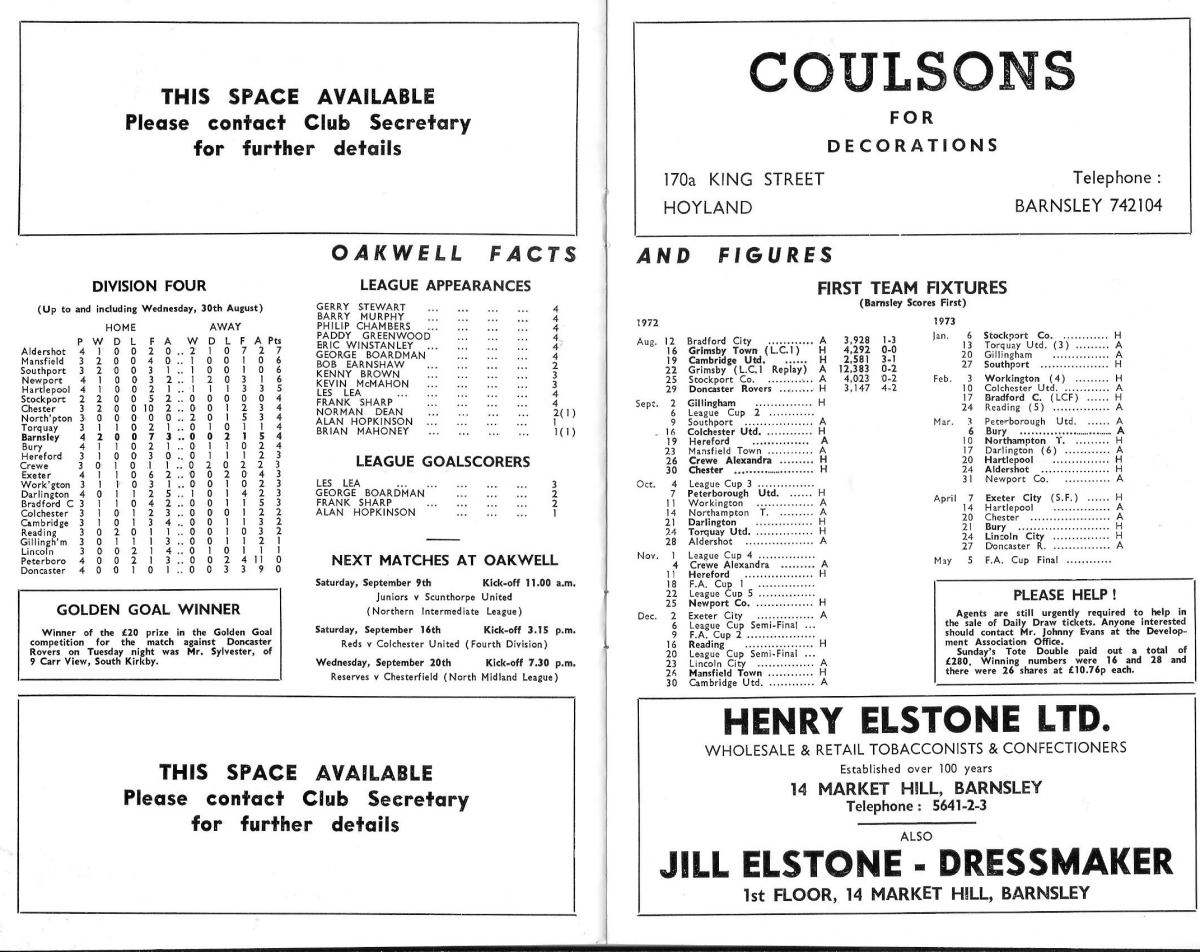 THIS SPACE AVAILABLE
Please contact Club Secretary
for further details
OAKWELL FACTS
DIVISION FOUR
(Up to and including Wednesday, 30th August)
HOME AWAY
P W D L F A W D L F A Pts
Aldershot 4 1 0 0 2 0 .. 2 1 0 7 2 7
Mansfield 3 2 0 0 4 0 .. 1 0 0 1 0 6
Southport 3 2 0 0 3 1 .. 1 0 0 1 0 6
Newport 4 1 0 0 3 2 .. 1 2 0 3 1 6
Hartlepool 4 1 0 0 2 1 .. 1 1 1 3 3 5
Stockport 2 2 0 0 5 2 .. 0 0 0 0 0 4
Chester 3 2 0 0 10 2 .. 0 0 1 2 3 4
North'pton 3 0 0 0 0 0 .. 2 0 1 5 3 4
Torquay 3 1 1 0 2 1 .. 0 1 0 1 1 4
Barnsley 4 2 0 0 7 3 .. 0 0 2 1 5 4
Bury 4 1 1 0 2 1 .. 0 1 1 0 2 4
Hereford 3 1 0 0 3 0 .. 0 1 1 1 2 3
Crewe 3 0 1 0 1 1 .. 0 2 0 2 2 3
Exeter 4 1 1 0 6 2 .. 0 0 2 0 4 3
Work'gton 3 1 1 0 3 1 .. 0 0 1 0 2 3
Darlington 4 0 1 1 2 5 .. 1 0 1 4 2 3
Bradford C 3 1 1 0 4 2 .. 0 0 1 1 5 3
Colchester 3 1 0 1 2 3 .. 0 0 1 1 2 2
Cambridge 3 1 0 1 3 4 .. 0 0 1 1 3 2
Reading 3 0 2 0 1 1 .. 0 0 1 0 3 2
Gillingh'm 3 0 1 1 1 3 .. 0 0 1 1 2 1
Lincoln 3 0 0 2 1 4 .. 0 1 0 1 1 1
Peterboro 4 0 0 2 1 3 .. 0 0 2 4 11 0
Doncaster 4 0 0 1 0 1 .. 0 0 3 3 9 0
GOLDEN GOAL WINNER
Winner of the £20 prize in the Golden Goal
competition for the match against Doncaster
Rovers on Tuesday night was Mr. Sylvester, of
9 Carr View, South Kirkby.
LEAGUE APPEARANCES
GERRY STEWART ... ... ... ... 4
BARRY MURPHY ... ... ... ... 4
PHILIP CHAMBERS ... ... ... ... 4
PADDY GREENWOOD ... ... ... ... 4
ERIC WINSTANLEY ... ... ... ... 4
GEORGE BOARDMAN ... ... ... ... 4
BOB EARNSHAW ... ... ... ... 4
KENNY BROWN ... ... ... ... 4
KEVIN McMAHON ... ... ... ... 4
LES LEA ... ... ... ... 4
FRANK SHARP ... ... ... ... 4
NORMAN DEAN ... ... ... ... 2(1)
ALAN HOPKINSON ... ... ... ... 1
BRIAN MAHONEY ... ... ... ... 1(1)
LEAGUE GOALSCORERS
LES LEA ... ... ... ... ... 3
GEORGE BOARDMAN ... ... ... 2
FRANK SHARP ... ... ... ... 2
ALAN HOPKINSON ... ... ... 1
NEXT MATCHES AT OAKWELL
Saturday, September 9th Kick-off 11.00 a.m.
Juniors v Scunthorpe United
(Northern Intermediate League)
Saturday, September 16th Kick-off 3.15 p.m.
Reds v Colchester United (Fourth Division)
Wednesday, September 20th Kick-off 7.30 p.m.
Reserves v Chesterfield (North Midland League)
THIS SPACE AVAILABLE
Please contact Club Secretary
for further details
COULSONS
FOR
DECORATIONS
170a KING STREET Telephone :
HOYLAND BARNSLEY 742104
AND FIGURES
FIRST TEAM FIXTURES
(Barnsley Scores First)
1972
Aug. 12 Bradford City ............ A 3,928 1-3
16 Grimsby Town (L.C.1) H 4,292 0-0
19 Cambridge Utd. ...... H 2,581 3-1
22 Grimsby (L.C.1 Replay) A 12,383 0-2
25 Stockport Co. ............ A 4,023 0-2
29 Doncaster Rovers ...... H 3,147 4-2
Sept. 2 Gillingham ............ H
6 League Cup 2 ............
9 Southport ............ A
16 Colchester Utd. ......... H
19 Hereford ............ A
23 Mansfield Town ......... A
26 Crewe Alexandra ......... H
30 Chester .................. H
Oct. 4 League Cup 3 ............
7 Peterborough Utd. ...... H
11 Workington ............ A
14 Northampton T. ......... A
21 Darlington ............ H
24 Torquay Utd. ............ H
28 Aldershot ............ A
Nov. 1 League Cup 4 ............
4 Crewe Alexandra ......... A
11 Hereford ............ H
18 F.A. Cup 1 ............
22 League Cup 5 ............
25 Newport Co. ............ H
Dec. 2 Exeter City ............ A
6 League Cup Semi-Final ...
9 F.A. Cup 2 ............
16 Reading ............ H
20 League Cup Semi-Final ...
23 Lincoln City ............ A
26 Mansfield Town ......... H
30 Cambridge Utd. ............ A
1973
Jan. 6 Stockport Co. ............ H
13 Torquay Utd. (3) ......... A
20 Gillingham ............ A
27 Southport ............ H
Feb. 3 Workington (4) ......... H
10 Colchester Utd. ......... A
17 Bradford C. (LCF) ...... H
24 Reading (5) ............ A
Mar. 3 Peterborough Utd. ...... A
6 Bury ..................... A
10 Northampton T. ......... H
17 Darlington (6) ......... A
20 Hartlepool ............ H
24 Aldershot ............ H
31 Newport Co. ............ A
April 7 Exeter City (S.F.) ...... H
14 Hartlepool ............ A
20 Chester .................. A
21 Bury ..................... H
24 Lincoln City ............ H
27 Doncaster R. ............ A
May 5 F.A. Cup Final ............
PLEASE HELP !
Agents are still urgently required to help in
the sale of Daily Draw tickets. Anyone interested
should contact Mr. Johnny Evans at the Develop-
ment Association Office.
Sunday's Tote Double paid out a total of
£280. Winning numbers were 16 and 28 and
there were 26 shares at £10.76p each.
HENRY ELSTONE LTD.
WHOLESALE & RETAIL TOBACCONISTS & CONFECTIONERS
Established over 100 years
14 MARKET HILL, BARNSLEY
Telephone : 5641-2-3
ALSO
JILL ELSTONE - DRESSMAKER
1st FLOOR, 14 MARKET HILL, BARNSLEY